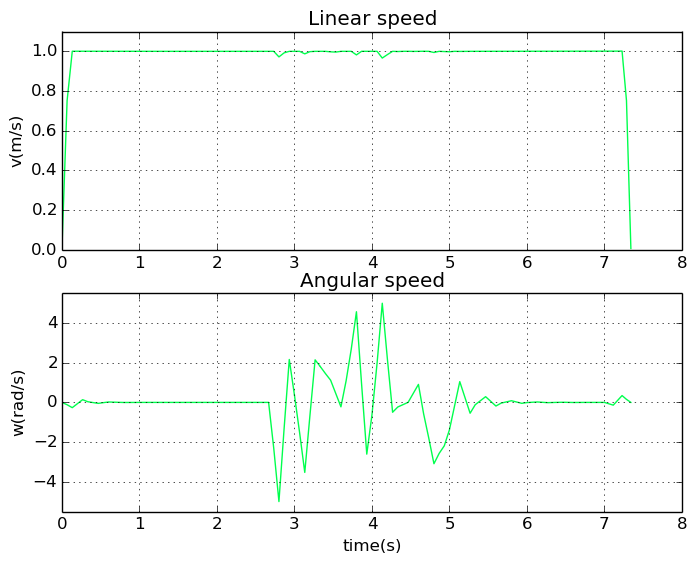 Linear speed
1.0
0.8
0.6
0.4
0.2
0.0
v(m/s)
0 1 2 3 4 5 6 7 8
Angular speed
4
2
0
−2
−4
w(rad/s)
0 1 2 3 4 5 6 7 8
time(s)